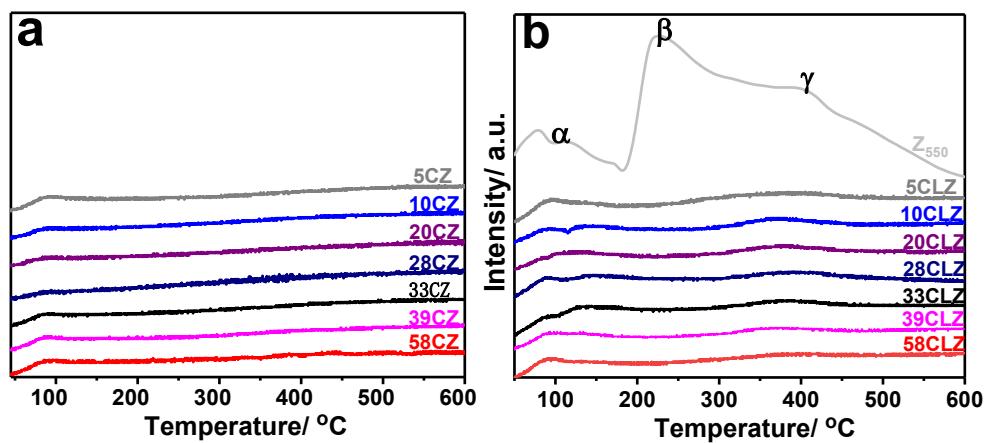 a
5CZ
10CZ
20CZ
28CZ
33CZ
39CZ
58CZ
100 200 300 400 500 600
Temperature/ °C
b
Intensity/ a.u.
α
β
γ
Z550
5CLZ
10CLZ
20CLZ
28CLZ
33CLZ
39CLZ
58CLZ
100 200 300 400 500 600
Temperature/ °C